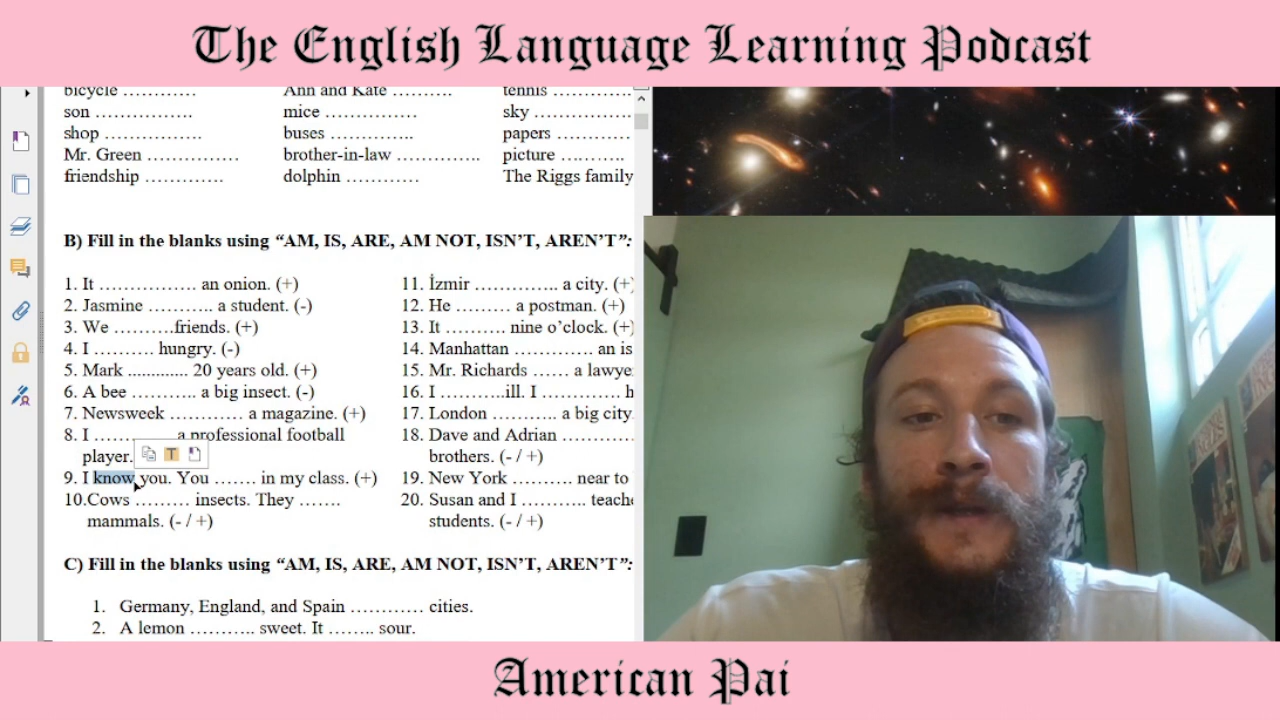 The English Language Learning Podcast
bicycle ………… Ann and Kate ………. tennis …………
son ……………. mice …………… sky …………….
shop ……………. buses ………….. papers …………
Mr. Green …………… brother-in-law ………….. picture ……….
friendship …………. dolphin ………… The Riggs family
B) Fill in the blanks using “AM, IS, ARE, AM NOT, ISN’T, AREN’T”:
1. It ……………. an onion. (+)
2. Jasmine ……….. a student. (-)
3. We ……….friends. (+)
4. I ……… hungry. (-)
5. Mark ............. 20 years old. (+)
6. A bee ………. a big insect. (-)
7. Newsweek ………… a magazine. (+)
8. I ………… a professional football
player.
9. I know you. You ……. in my class. (+)
10.Cows ……… insects. They …….
mammals. (- / +)
11. İzmir ………….. a city. (+)
12. He ……… a postman. (+)
13. It ………. nine o’clock. (+)
14. Manhattan …………. an is
15. Mr. Richards …… a lawye
16. I ………..ill. I ………… h
17. London ………… a big city.
18. Dave and Adrian …………
brothers. (- / +)
19. New York ………. near to
20. Susan and I ……….. teache
students. (- / +)
C) Fill in the blanks using “AM, IS, ARE, AM NOT, ISN’T, AREN’T”:
1. Germany, England, and Spain ………… cities.
2. A lemon ……….. sweet. It …….. sour.
American Pai